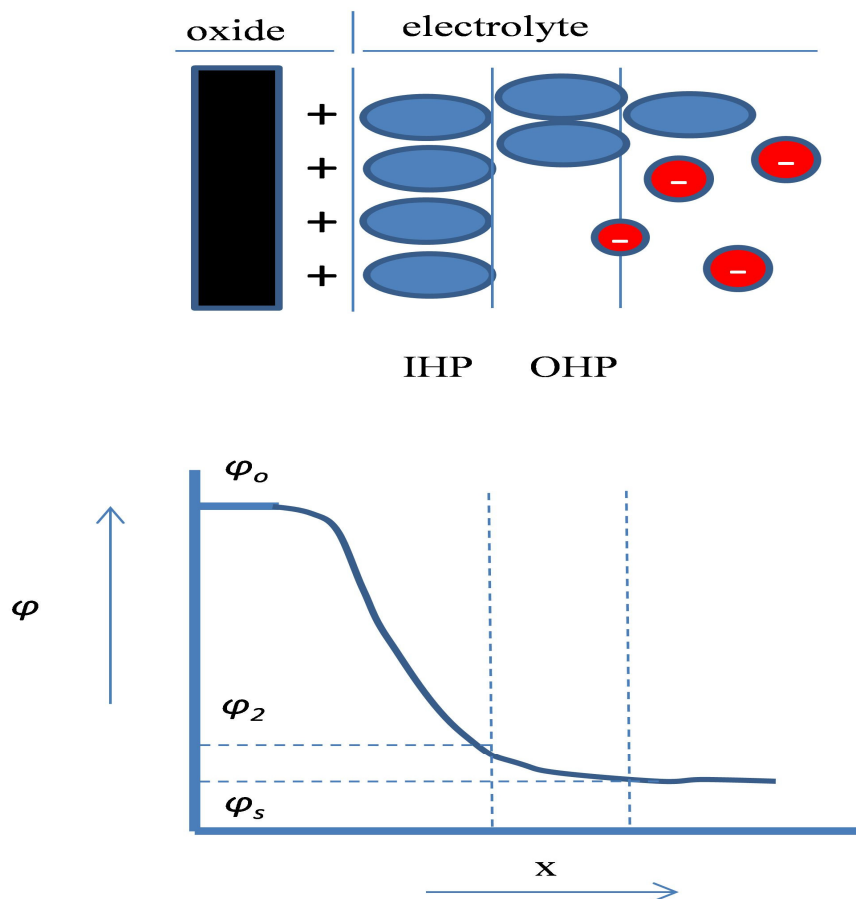 oxide electrolyte
+
+
+
+
−
−
−
−
IHP OHP
φo
φ
φ2
φs
x